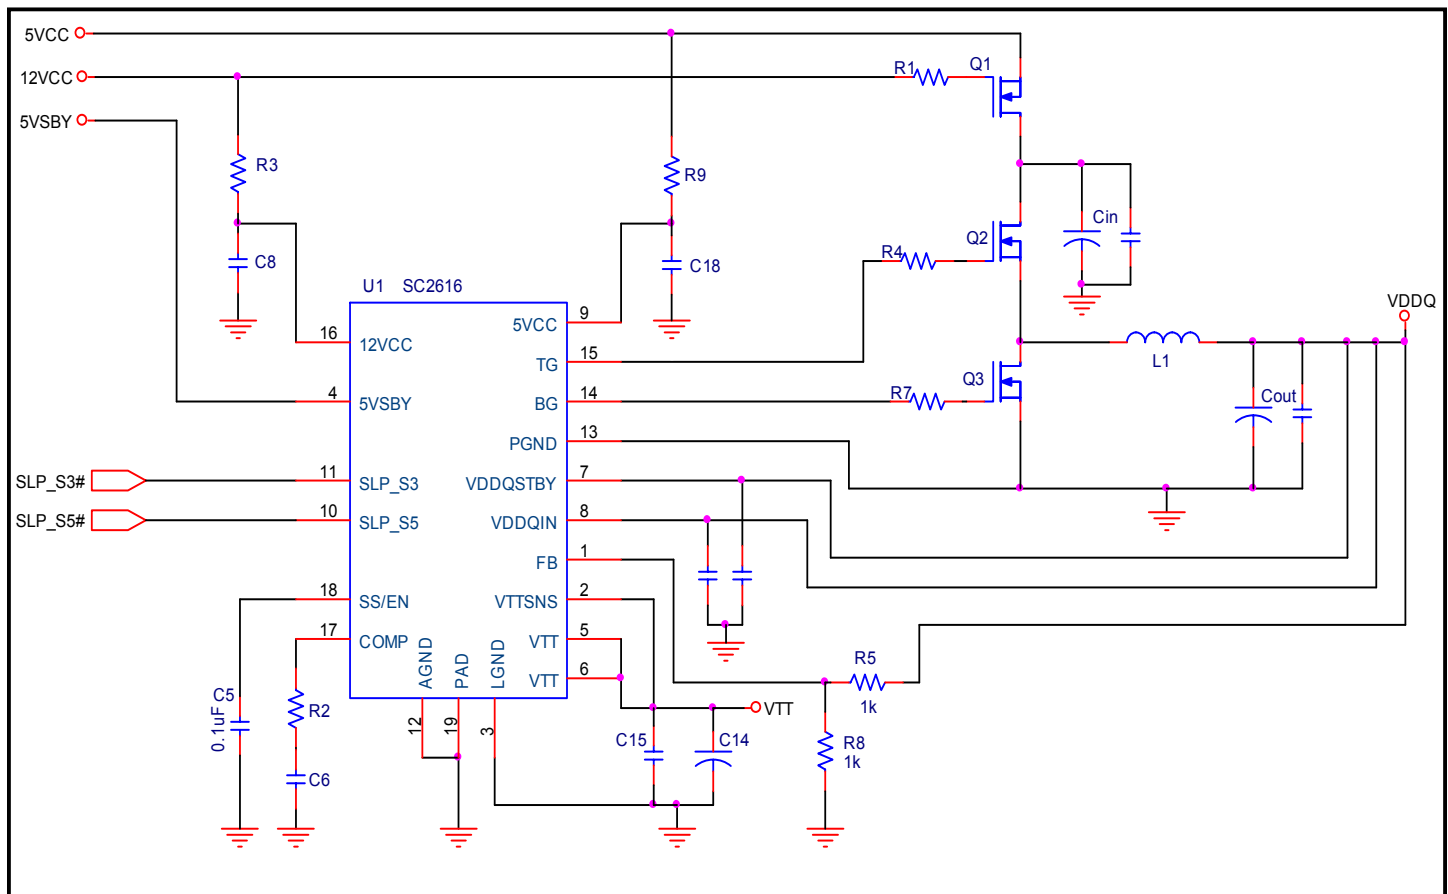 5VCC
12VCC
5VSBY
R1
Q1
R3
R9
C8
C18
Cin
Q2
R4
U1 SC2616
VDDQ
16
12VCC
5VCC
9
TG
15
L1
4
5VSBY
BG
14
R7
Q3
Cout
PGND
13
SLP_S3#
11
SLP_S3
VDDQSTBY
7
SLP_S5#
10
SLP_S5
VDDQIN
8
FB
1
18
SS/EN
VTTSNS
2
17
COMP
VTT
5
VTT
6
AGND
PAD
LGND
12
19
3
C5
0.1uF
R2
C6
C15
C14
VTT
R5
1k
R8
1k